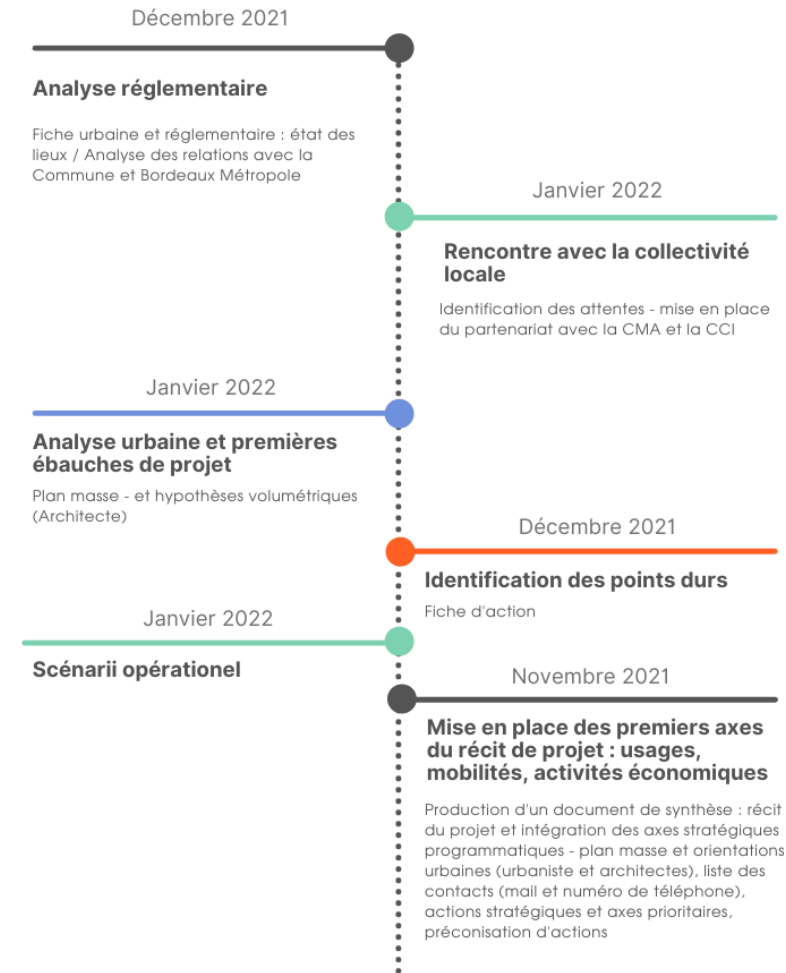 Décembre 2021
Analyse réglementaire
Fiche urbaine et réglementaire : état des
lieux / Analyse des relations avec la
Commune et Bordeaux Métropole
Janvier 2022
Rencontre avec la collectivité
locale
Identification des attentes - mise en place
du partenariat avec la CMA et la CCI
Janvier 2022
Analyse urbaine et premières
ébauches de projet
Plan masse - et hypothèses volumétriques
(Architecte)
Décembre 2021
Identification des points durs
Fiche d'action
Janvier 2022
Scénarii opérationel
Novembre 2021
Mise en place des premiers axes
du récit de projet : usages,
mobilités, activités économiques
Production d'un document de synthèse : récit
du projet et intégration des axes stratégiques
programmatiques - plan masse et orientations
urbaines (urbaniste et architectes), liste des
contacts (mail et numéro de téléphone),
actions stratégiques et axes prioritaires,
préconisation d'actions